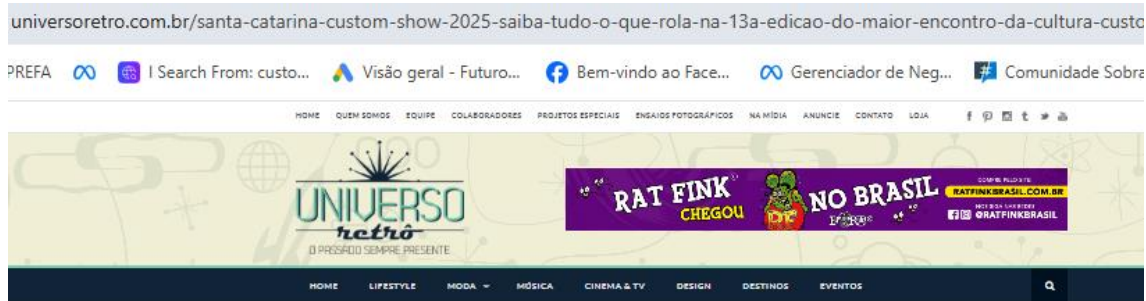 universoretro.com.br/santa-catarina-custom-show-2025-saiba-tudo-o-que-rola-na-13a-edicao-do-maior-encontro-da-cultura-custo
PREFA I Search From: custo... Visão geral - Futuro... Bem-vindo ao Face... Gerenciador de Neg... Comunidade Sobra
HOME QUEM SOMOS EQUIPE COLABORADORES PROJETOS ESPECIAIS ENSAIOS FOTOGRÁFICOS NA MÍDIA ANUNCIE CONTATO LOJA
UNIVERSO
retrô
O PASSADO SEMPRE PRESENTE
RAT FINK
CHEGOU
NO BRASIL
COMPRE PELO SITE
RATFINKBRASIL.COM.BR
@RATFINKBRASIL
HOME LIFESTYLE MODA MÚSICA CINEMA & TV DESIGN DESTINOS EVENTOS